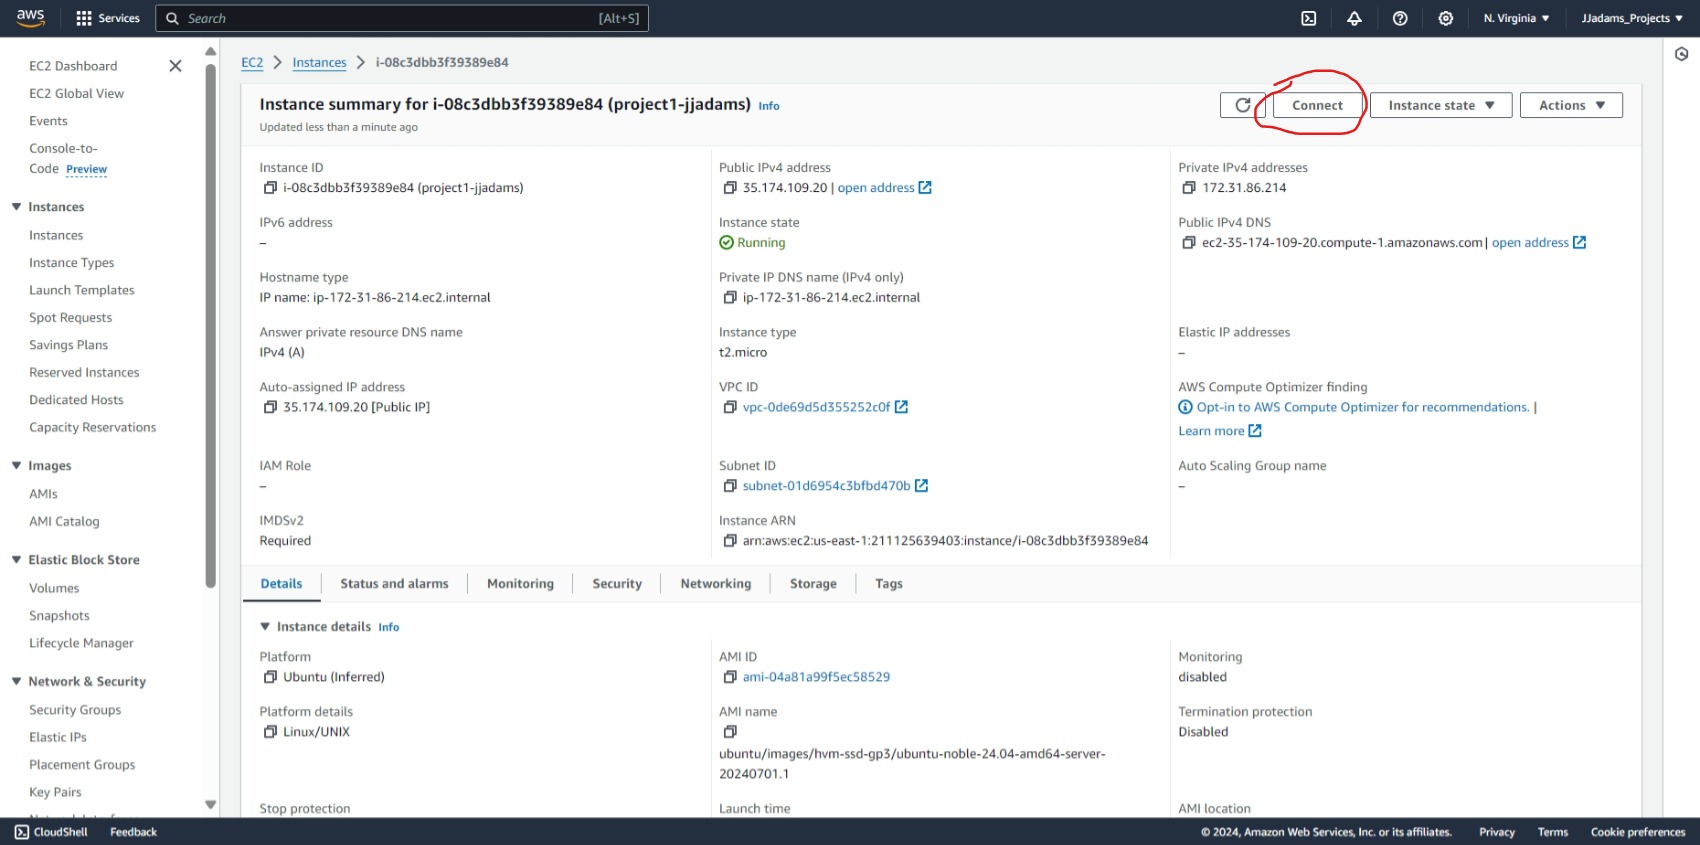 aws
Services
Search [Alt+S]
N. Virginia
JJadams_Projects
EC2 Dashboard
EC2 Global View
Events
Console-to-
Code Preview
Instances
Instances
Instance Types
Launch Templates
Spot Requests
Savings Plans
Reserved Instances
Dedicated Hosts
Capacity Reservations
Images
AMIs
AMI Catalog
Elastic Block Store
Volumes
Snapshots
Lifecycle Manager
Network & Security
Security Groups
Elastic IPs
Placement Groups
Key Pairs
EC2 > Instances > i-08c3dbb3f39389e84
Instance summary for i-08c3dbb3f39389e84 (project1-jjadams) Info
Updated less than a minute ago
Connect
Instance state
Actions
Instance ID
i-08c3dbb3f39389e84 (project1-jjadams)
Public IPv4 address
35.174.109.20 | open address
Private IPv4 addresses
172.31.86.214
IPv6 address
–
Instance state
Running
Public IPv4 DNS
ec2-35-174-109-20.compute-1.amazonaws.com | open address
Hostname type
IP name: ip-172-31-86-214.ec2.internal
Private IP DNS name (IPv4 only)
ip-172-31-86-214.ec2.internal
Answer private resource DNS name
IPv4 (A)
Instance type
t2.micro
Elastic IP addresses
–
Auto-assigned IP address
35.174.109.20 [Public IP]
VPC ID
vpc-0de69d5d355252c0f
AWS Compute Optimizer finding
Opt-in to AWS Compute Optimizer for recommendations. |
Learn more
IAM Role
–
Subnet ID
subnet-01d6954c3bfbd470b
Auto Scaling Group name
–
IMDSv2
Required
Instance ARN
arn:aws:ec2:us-east-1:211125639403:instance/i-08c3dbb3f39389e84
Details
Status and alarms
Monitoring
Security
Networking
Storage
Tags
Instance details Info
Platform
Ubuntu (Inferred)
AMI ID
ami-04a81a99f5ec58529
Monitoring
disabled
Platform details
Linux/UNIX
AMI name
ubuntu/images/hvm-ssd-gp3/ubuntu-noble-24.04-amd64-server-
20240701.1
Termination protection
Disabled
Stop protection
Launch time
AMI location
CloudShell
Feedback
© 2024, Amazon Web Services, Inc. or its affiliates.
Privacy
Terms
Cookie preferences